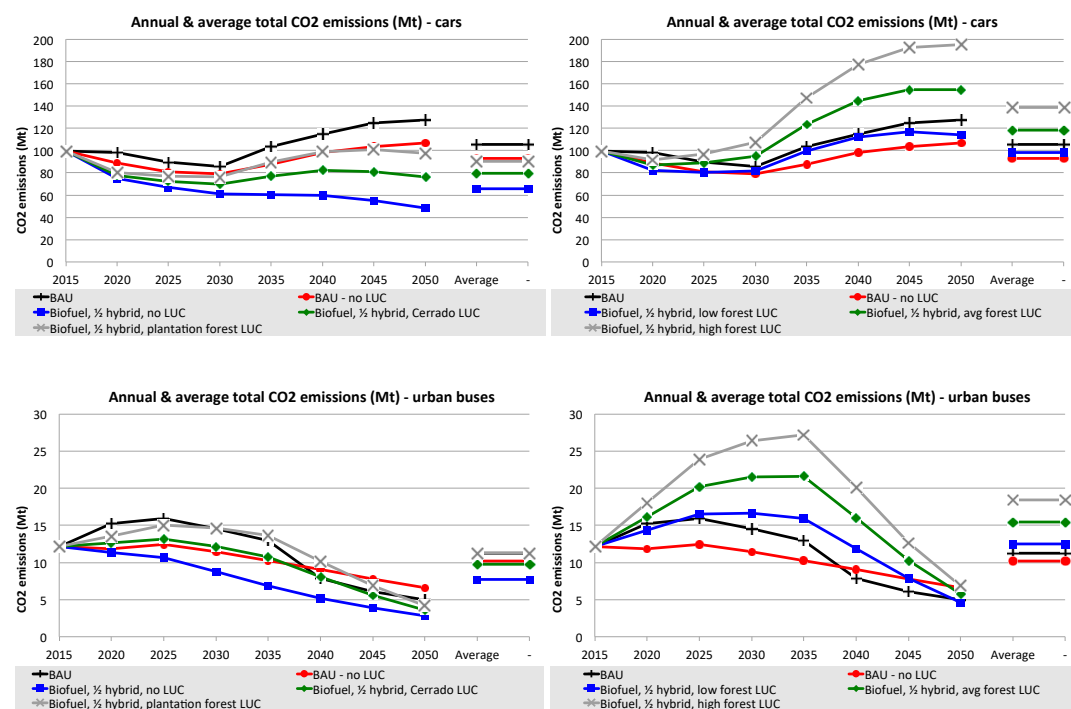 Annual & average total CO2 emissions (Mt) - cars
CO2 emissions (Mt)
200
180
160
140
120
100
80
60
40
20
0
2015 2020 2025 2030 2035 2040 2045 2050 Average -
BAU BAU - no LUC
Biofuel, ½ hybrid, no LUC Biofuel, ½ hybrid, Cerrado LUC
Biofuel, ½ hybrid, plantation forest LUC
Annual & average total CO2 emissions (Mt) - cars
CO2 emissions (Mt)
200
180
160
140
120
100
80
60
40
20
0
2015 2020 2025 2030 2035 2040 2045 2050 Average -
BAU BAU - no LUC
Biofuel, ½ hybrid, low forest LUC Biofuel, ½ hybrid, avg forest LUC
Biofuel, ½ hybrid, high forest LUC
Annual & average total CO2 emissions (Mt) - urban buses
CO2 emissions (Mt)
30
25
20
15
10
5
0
2015 2020 2025 2030 2035 2040 2045 2050 Average -
BAU BAU - no LUC
Biofuel, ½ hybrid, no LUC Biofuel, ½ hybrid, Cerrado LUC
Biofuel, ½ hybrid, plantation forest LUC
Annual & average total CO2 emissions (Mt) - urban buses
CO2 emissions (Mt)
30
25
20
15
10
5
0
2015 2020 2025 2030 2035 2040 2045 2050 Average -
BAU BAU - no LUC
Biofuel, ½ hybrid, low forest LUC Biofuel, ½ hybrid, avg forest LUC
Biofuel, ½ hybrid, high forest LUC